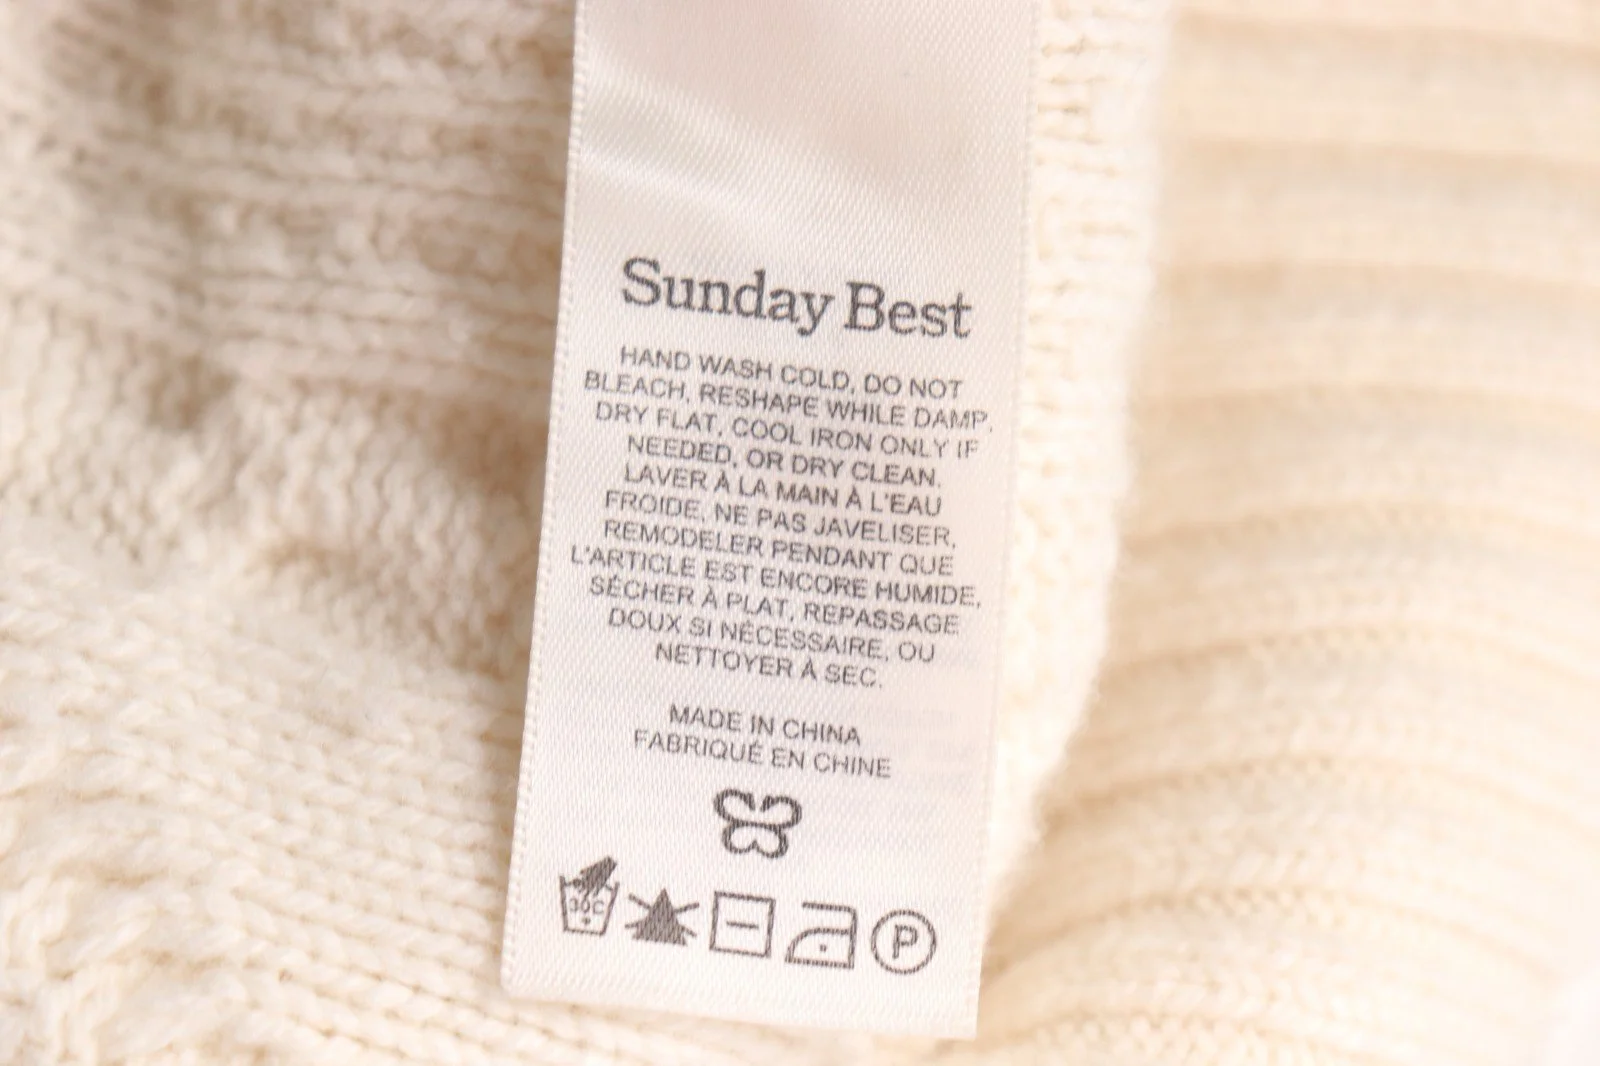 Sunday Best
HAND WASH COLD, DO NOT
BLEACH, RESHAPE WHILE DAMP,
DRY FLAT, COOL IRON ONLY IF
NEEDED, OR DRY CLEAN.
LAVER À LA MAIN À L'EAU
FROIDE, NE PAS JAVELISER,
REMODELER PENDANT QUE
L'ARTICLE EST ENCORE HUMIDE,
SÉCHER À PLAT, REPASSAGE
DOUX SI NÉCESSAIRE, OU
NETTOYER À SEC.
MADE IN CHINA
FABRIQUÉ EN CHINE
30C
P